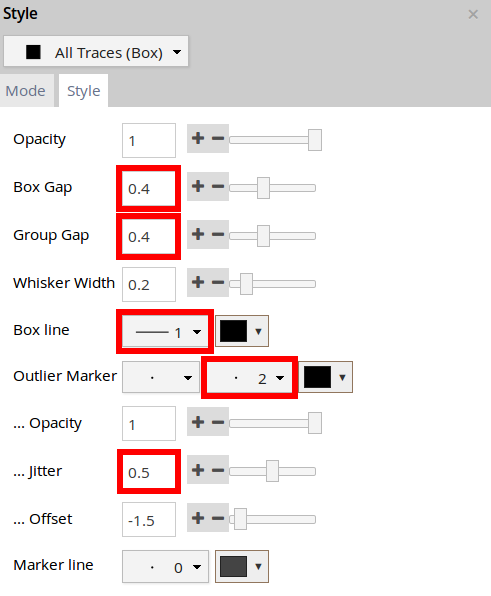 Style ×
All Traces (Box)
Mode Style
Opacity 1
Box Gap 0.4
Group Gap 0.4
Whisker Width 0.2
Box line 1
Outlier Marker 2
... Opacity 1
... Jitter 0.5
... Offset -1.5
Marker line 0